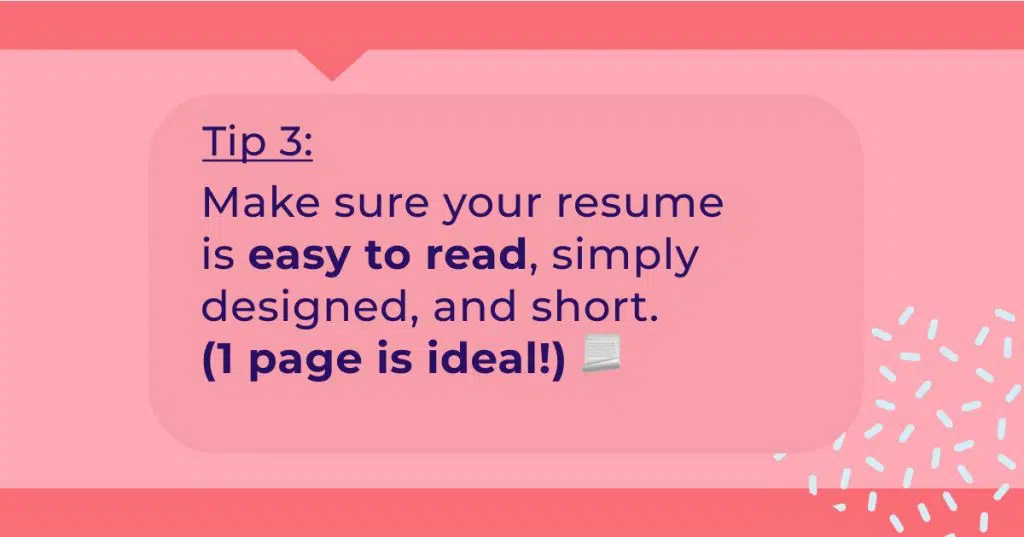 Tip 3:
Make sure your resume
is easy to read, simply
designed, and short.
(1 page is ideal!)